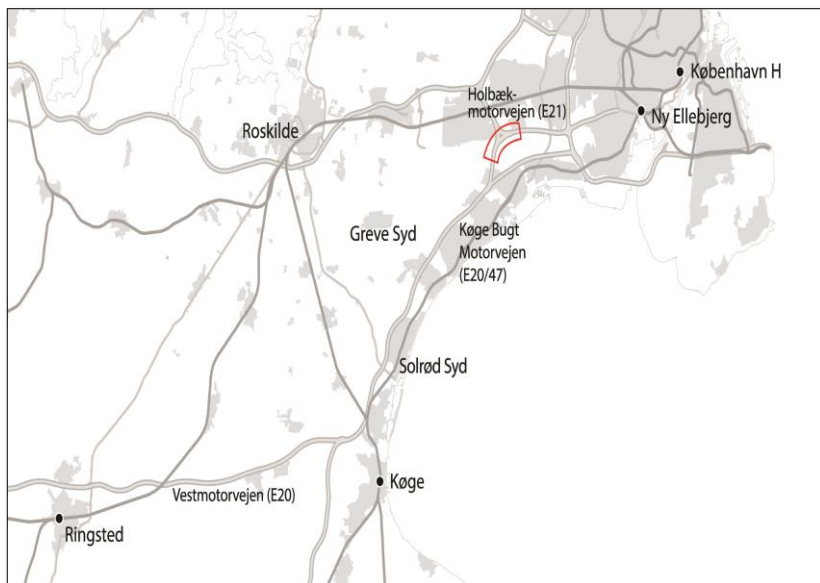 København H
Holbæk-
motorvejen (E21)
Ny Ellebjerg
Roskilde
Greve Syd
Køge Bugt
Motorvejen
(E20/47)
Solrød Syd
Køge
Vestmotorvejen (E20)
Ringsted